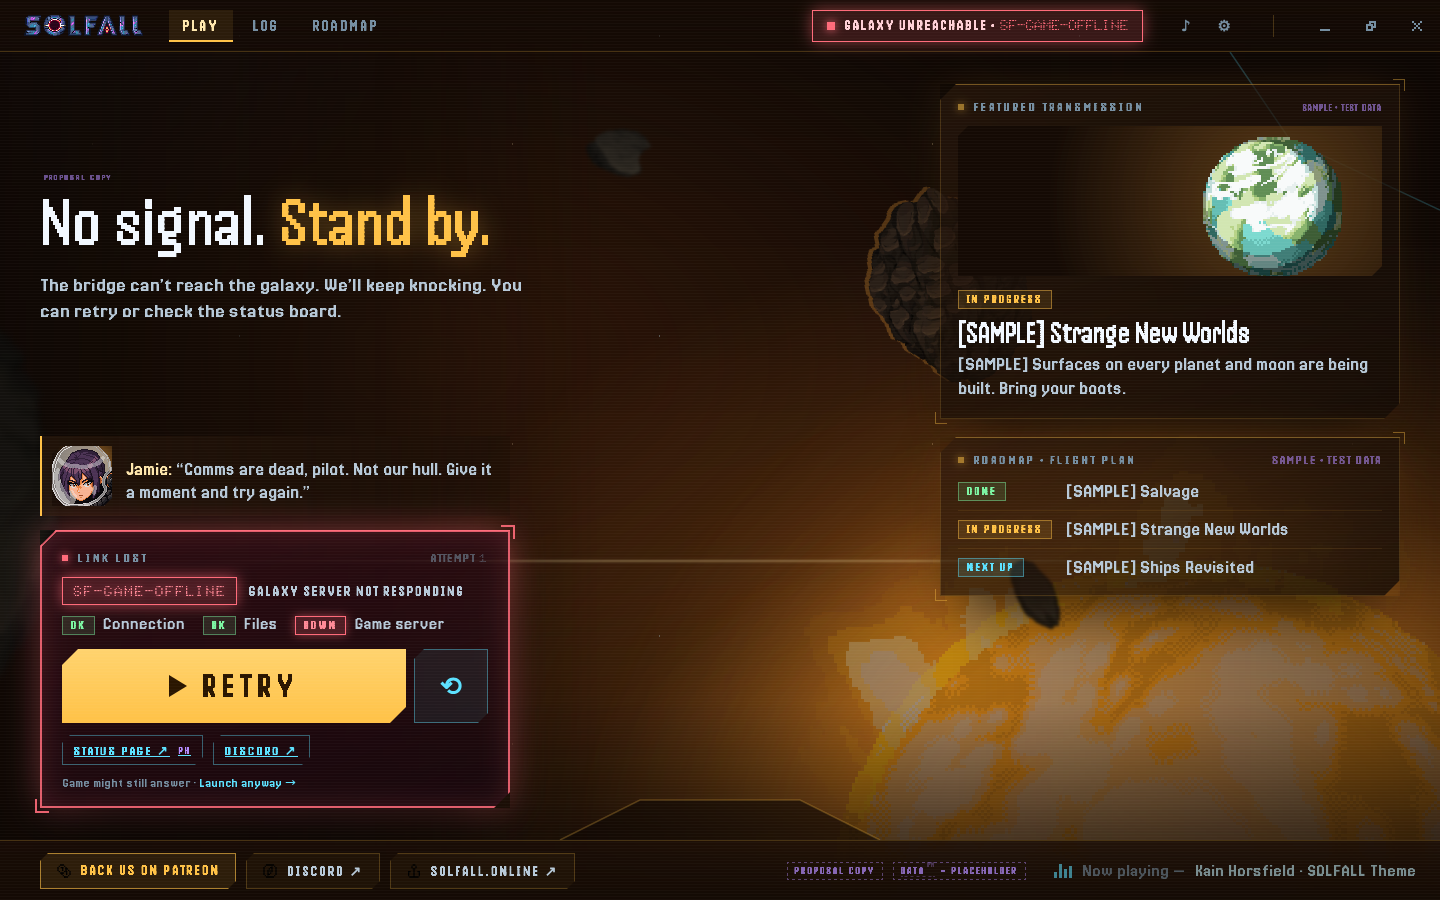 SOLFALL
PLAY
LOG
ROADMAP
GALAXY UNREACHABLE • SF-GAME-OFFLINE
PROPOSAL COPY
No signal. Stand by.
The bridge can’t reach the galaxy. We’ll keep knocking. You
can retry or check the status board.
Jamie: “Comms are dead, pilot. Not our hull. Give it
a moment and try again.”
LINK LOST
ATTEMPT 1
SF-GAME-OFFLINE
GALAXY SERVER NOT RESPONDING
OK Connection
OK Files
DOWN Game server
▶ RETRY
⟲
STATUS PAGE ↗ PH
DISCORD ↗
Game might still answer · Launch anyway →
FEATURED TRANSMISSION
SAMPLE • TEST DATA
IN PROGRESS
[SAMPLE] Strange New Worlds
[SAMPLE] Surfaces on every planet and moon are being
built. Bring your boots.
ROADMAP • FLIGHT PLAN
SAMPLE • TEST DATA
DONE [SAMPLE] Salvage
IN PROGRESS [SAMPLE] Strange New Worlds
NEXT UP [SAMPLE] Ships Revisited
BACK US ON PATREON
DISCORD ↗
SOLFALL.ONLINE ↗
PROPOSAL COPY
DATA PH - PLACEHOLDER
Now playing — Kain Horsfield · SOLFALL Theme